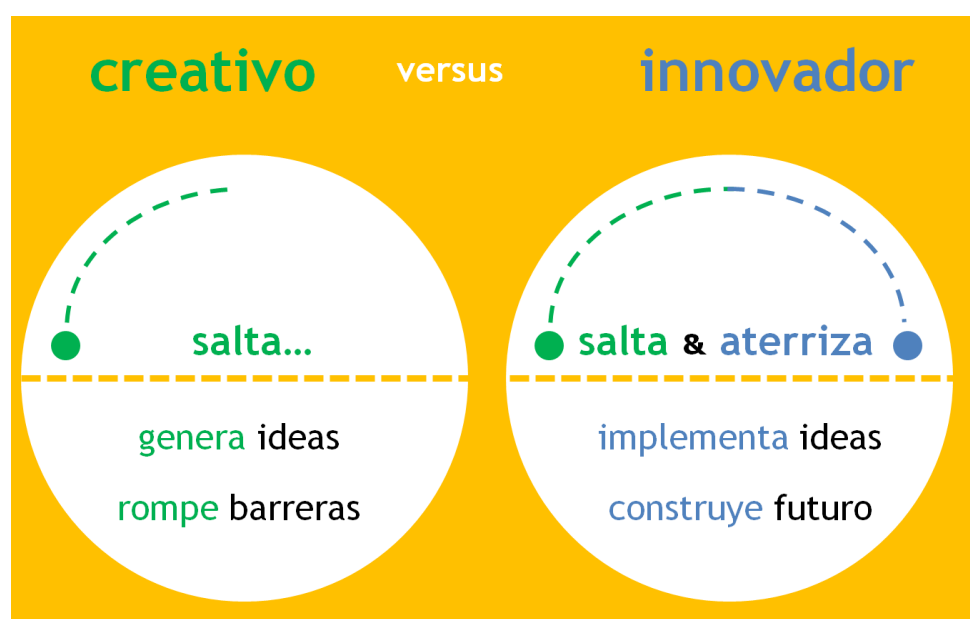 creativo versus innovador
salta...
genera ideas
rompe barreras
salta & aterriza
implementa ideas
construye futuro